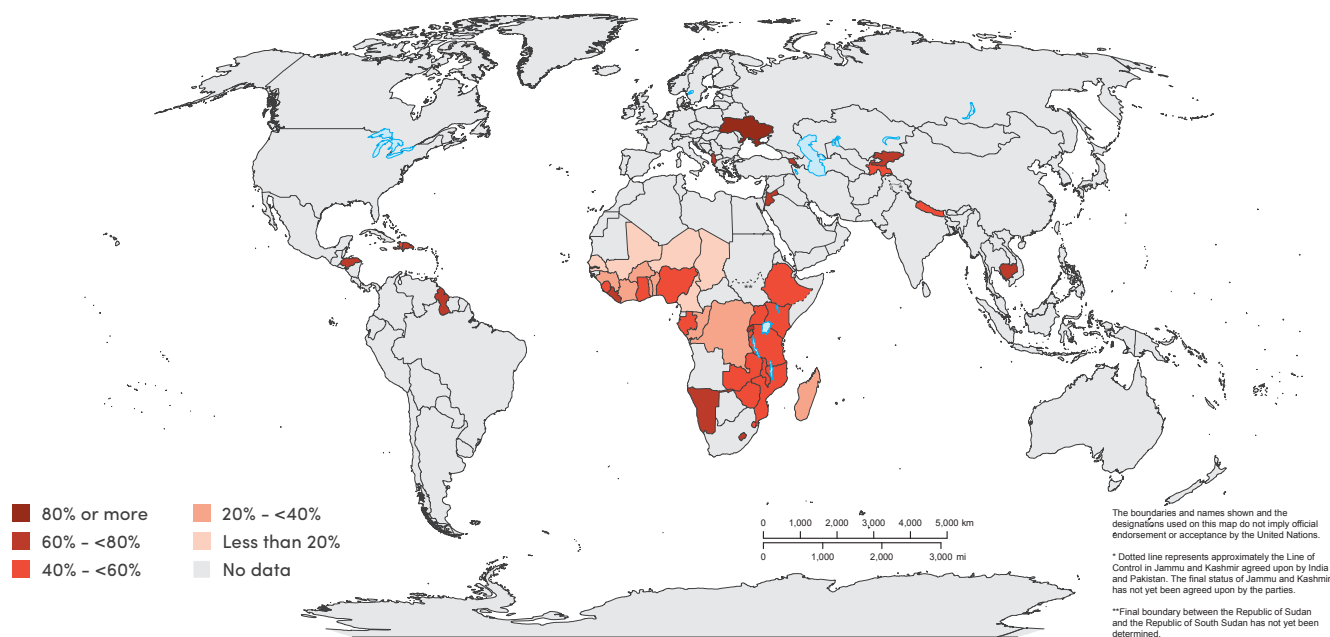 80% or more
60% - <80%
40% - <60%
20% - <40%
Less than 20%
No data
0 1,000 2,000 3,000 4,000 5,000 km
0 1,000 2,000 3,000 mi
The boundaries and names shown and the
designations used on this map do not imply official
endorsement or acceptance by the United Nations.
* Dotted line represents approximately the Line of
Control in Jammu and Kashmir agreed upon by India
and Pakistan. The final status of Jammu and Kashmir
has not yet been agreed upon by the parties.
**Final boundary between the Republic of Sudan
and the Republic of South Sudan has not yet been
determined.
**